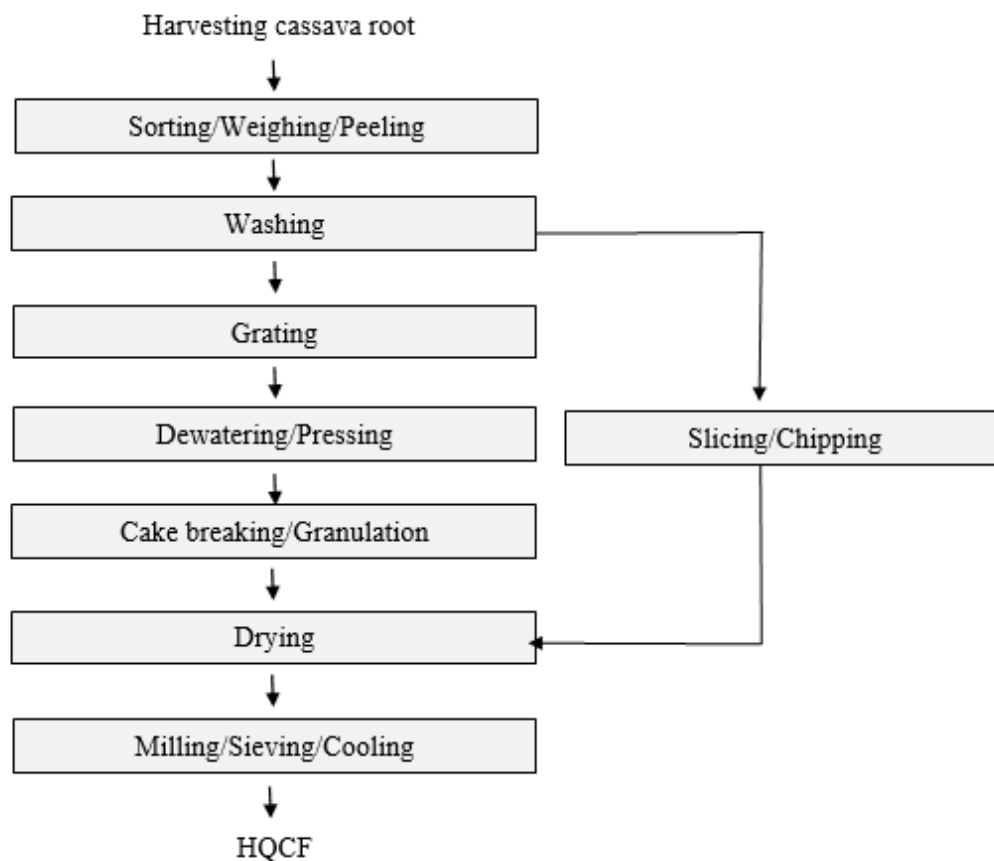 Harvesting cassava root
Sorting/Weighing/Peeling
Washing
Grating
Dewatering/Pressing
Slicing/Chipping
Cake breaking/Granulation
Drying
Milling/Sieving/Cooling
HQCF